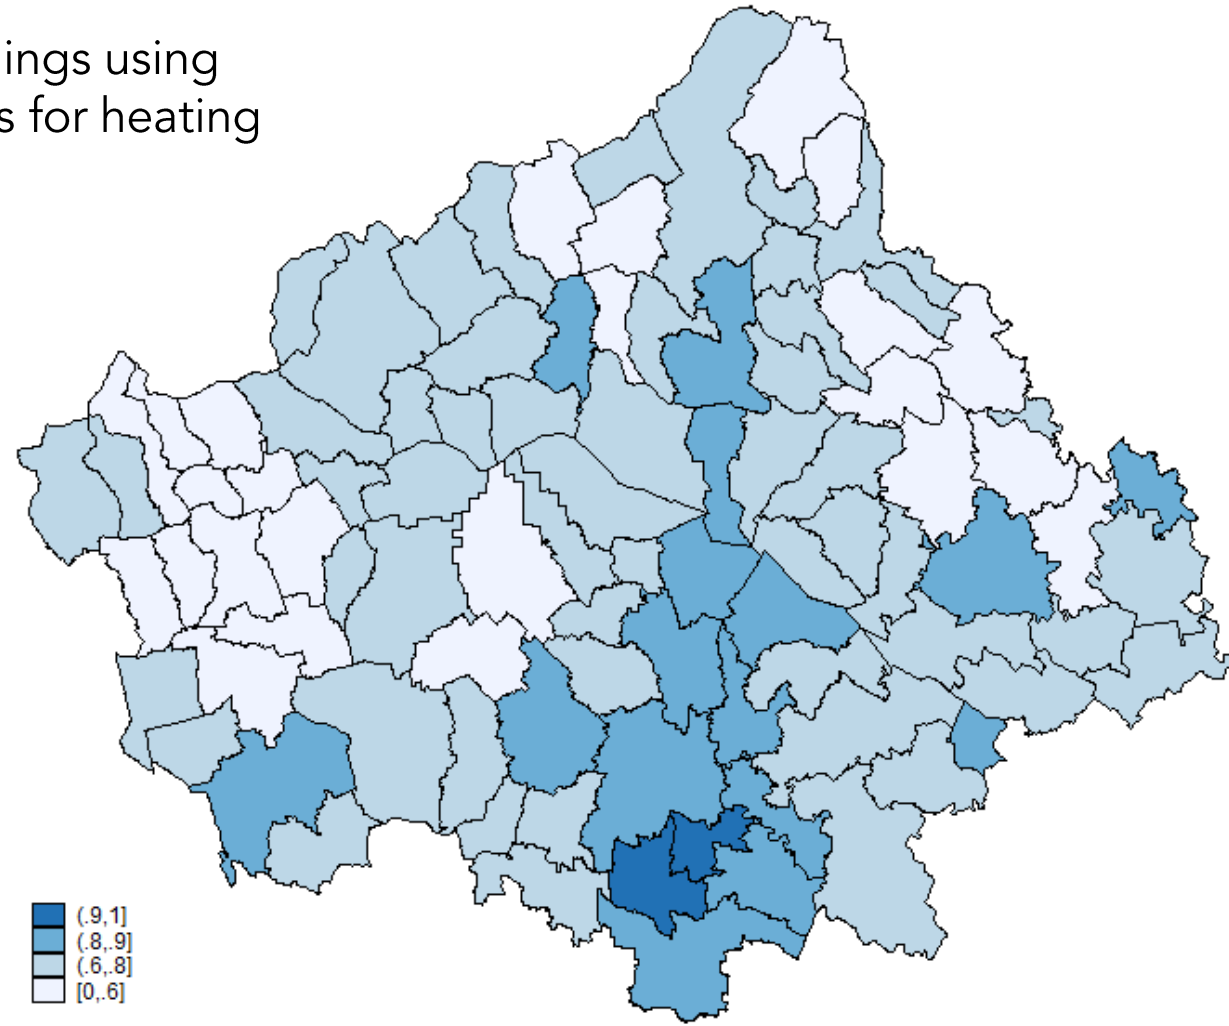 ings using
s for heating
(.9,1]
(.8,.9]
(.6,.8]
[0,.6]